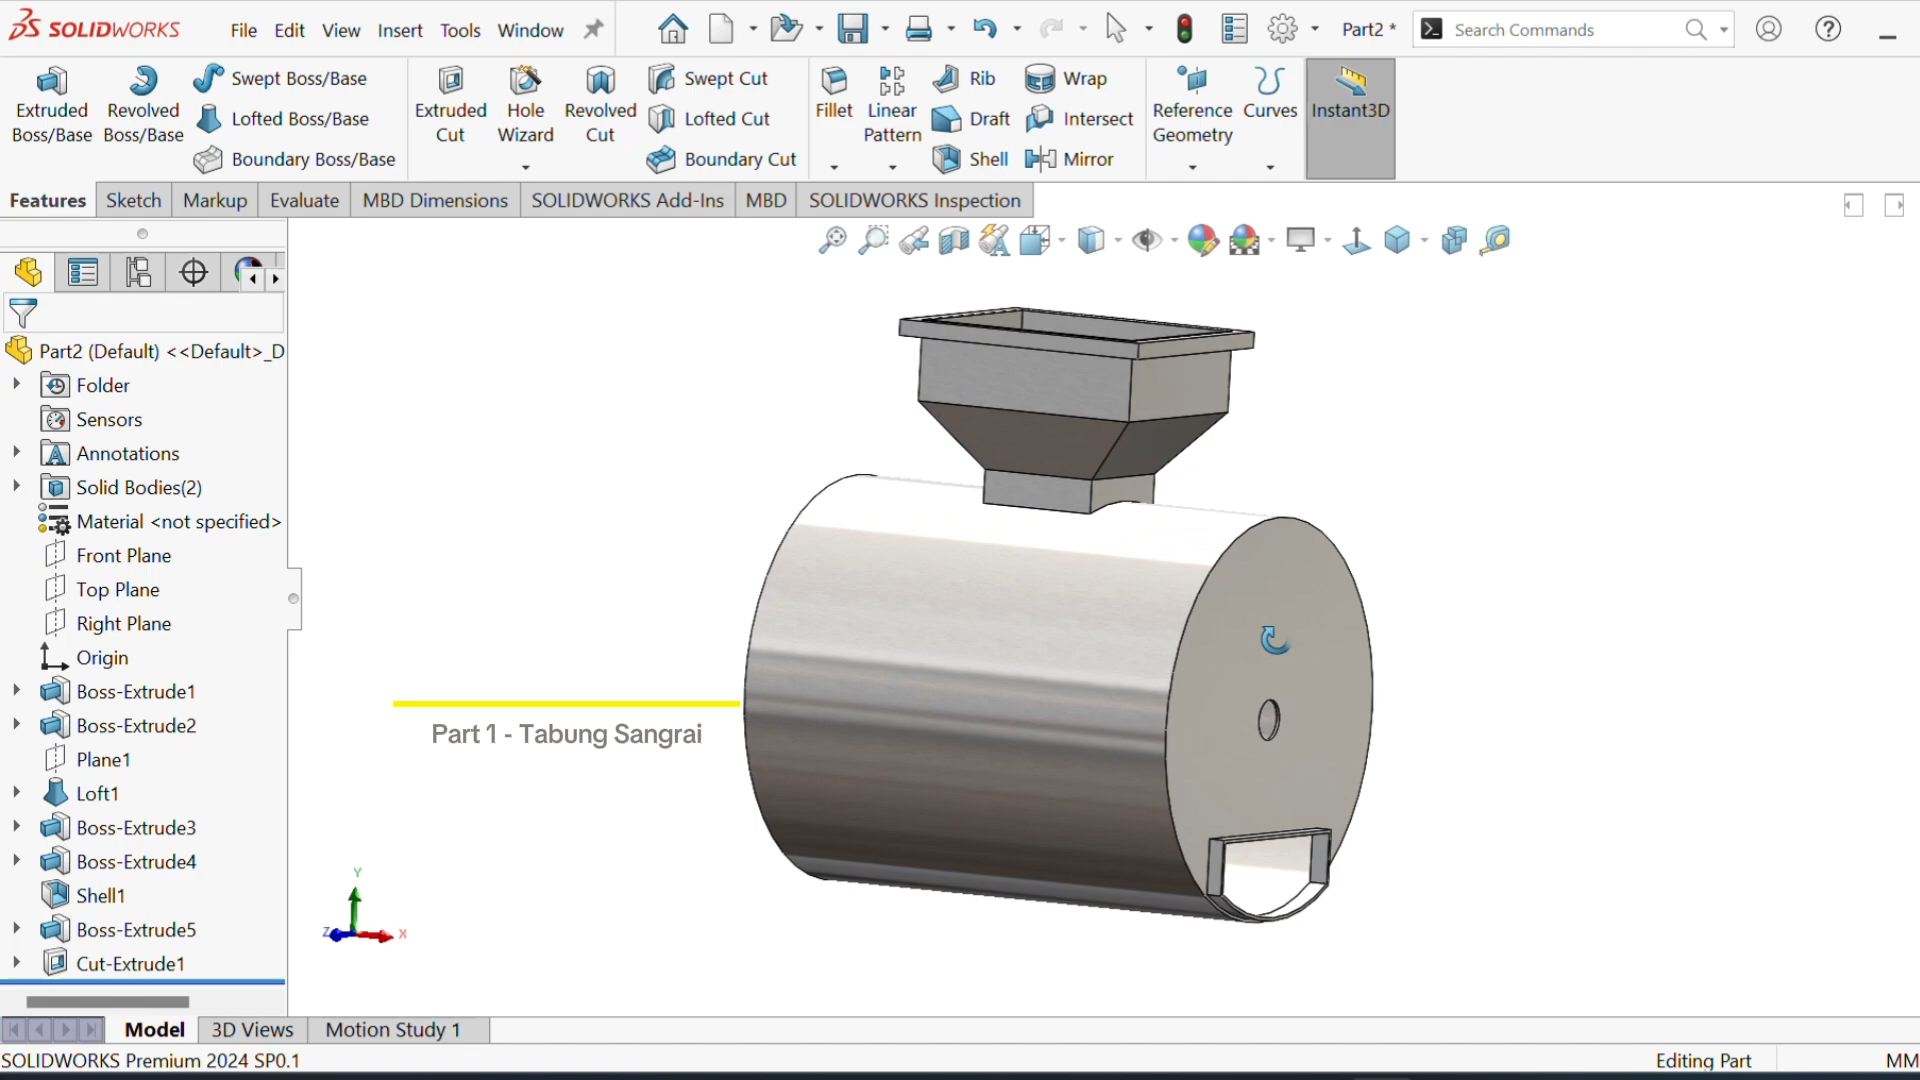 SOLIDWORKS
File Edit View Insert Tools Window
Part2 *
Search Commands
Extruded Boss/Base
Revolved Boss/Base
Swept Boss/Base
Lofted Boss/Base
Boundary Boss/Base
Extruded Cut
Hole Wizard
Revolved Cut
Swept Cut
Lofted Cut
Boundary Cut
Fillet
Linear Pattern
Rib
Draft
Shell
Wrap
Intersect
Mirror
Reference Geometry
Curves
Instant3D
Features Sketch Markup Evaluate MBD Dimensions SOLIDWORKS Add-Ins MBD SOLIDWORKS Inspection
Part2 (Default) <<Default>_D
Folder
Sensors
Annotations
Solid Bodies(2)
Material <not specified>
Front Plane
Top Plane
Right Plane
Origin
Boss-Extrude1
Boss-Extrude2
Plane1
Loft1
Boss-Extrude3
Boss-Extrude4
Shell1
Boss-Extrude5
Cut-Extrude1
Part 1 - Tabung Sangrai
Y
Z
X
Model 3D Views Motion Study 1
SOLIDWORKS Premium 2024 SP0.1
Editing Part
MM